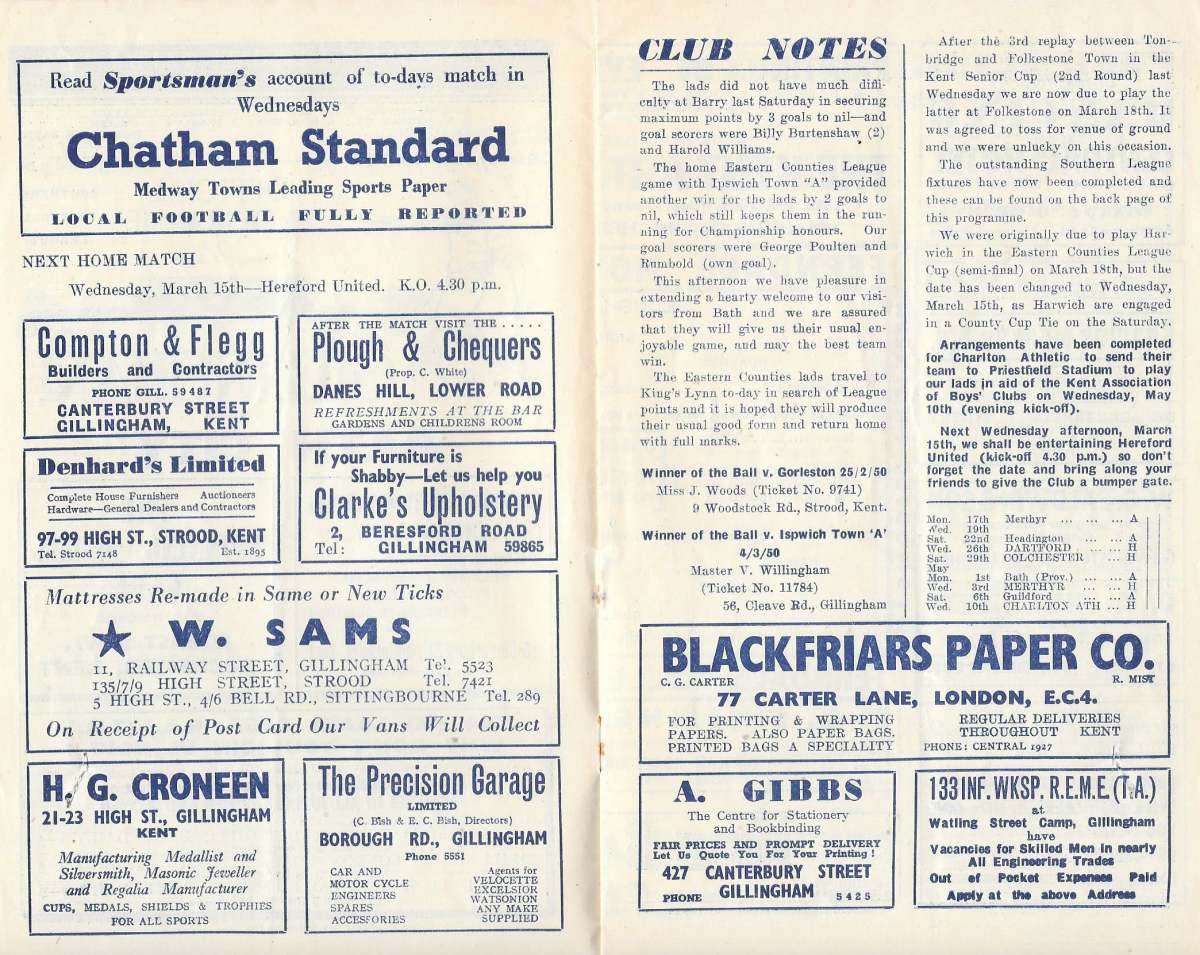 Read Sportsman's account of to-days match in
Wednesdays
Chatham Standard
Medway Towns Leading Sports Paper
LOCAL FOOTBALL FULLY REPORTED
NEXT HOME MATCH
Wednesday, March 15th—Hereford United. K.O. 4.30 p.m.
Compton & Flegg
Builders and Contractors
PHONE GILL. 59487
CANTERBURY STREET
GILLINGHAM, KENT
AFTER THE MATCH VISIT THE . . . . .
Plough & Chequers
(Prop. C. White)
DANES HILL, LOWER ROAD
REFRESHMENTS AT THE BAR
GARDENS AND CHILDRENS ROOM
Denhard's Limited
Complete House Furnishers Auctioneers
Hardware—General Dealers and Contractors
97-99 HIGH ST., STROOD, KENT
Tel. Strood 7148 Est. 1895
If your Furniture is
Shabby—Let us help you
Clarke's Upholstery
2, BERESFORD ROAD
Tel: GILLINGHAM 59865
Mattresses Re-made in Same or New Ticks
W. SAMS
11, RAILWAY STREET, GILLINGHAM Tel. 5523
135/7/9 HIGH STREET, STROOD Tel. 7421
5 HIGH ST., 4/6 BELL RD., SITTINGBOURNE Tel. 289
On Receipt of Post Card Our Vans Will Collect
H. G. CRONEEN
21-23 HIGH ST., GILLINGHAM
KENT
Manufacturing Medallist and
Silversmith, Masonic Jeweller
and Regalia Manufacturer
CUPS, MEDALS, SHIELDS & TROPHIES
FOR ALL SPORTS
The Precision Garage
LIMITED
(C. Bish & E. C. Bish, Directors)
BOROUGH RD., GILLINGHAM
Phone 5551
CAR AND
MOTOR CYCLE
ENGINEERS
SPARES
ACCESSORIES
Agents for
VELOCETTE
EXCELSIOR
WATSONION
ANY MAKE
SUPPLIED
CLUB NOTES
The lads did not have much diffi-
culty at Barry last Saturday in securing
maximum points by 3 goals to nil—and
goal scorers were Billy Burtenshaw (2)
and Harold Williams.
The home Eastern Counties League
game with Ipswich Town "A" provided
another win for the lads by 2 goals to
nil, which still keeps them in the run-
ning for Championship honours. Our
goal scorers were George Poulten and
Rumbold (own goal).
This afternoon we have pleasure in
extending a hearty welcome to our visi-
tors from Bath and we are assured
that they will give us their usual en-
joyable game, and may the best team
win.
The Eastern Counties lads travel to
King's Lynn to-day in search of League
points and it is hoped they will produce
their usual good form and return home
with full marks.
Winner of the Ball v. Gorleston 25/2/50
Miss J. Woods (Ticket No. 9741)
9 Woodstock Rd., Strood, Kent.
Winner of the Ball v. Ispwich Town 'A'
4/3/50
Master V. Willingham
(Ticket No. 11784)
56, Cleave Rd., Gillingham
After the 3rd replay between Ton-
bridge and Folkestone Town in the
Kent Senior Cup (2nd Round) last
Wednesday we are now due to play the
latter at Folkestone on March 18th. It
was agreed to toss for venue of ground
and we were unlucky on this occasion.
The outstanding Southern League
fixtures have now been completed and
these can be found on the back page of
this programme.
We were originally due to play Har-
wich in the Eastern Counties League
Cup (semi-final) on March 18th, but the
date has been changed to Wednesday,
March 15th, as Harwich are engaged
in a County Cup Tie on the Saturday.
Arrangements have been completed
for Charlton Athletic to send their
team to Priestfield Stadium to play
our lads in aid of the Kent Association
of Boys' Clubs on Wednesday, May
10th (evening kick-off).
Next Wednesday afternoon, March
15th, we shall be entertaining Hereford
United (kick-off 4.30 p.m.) so don't
forget the date and bring along your
friends to give the Club a bumper gate.
Mon. 17th Merthyr ... ... ... A
Wed. 19th
Sat. 22nd Headington ... ... A
Wed. 26th DARTFORD ... ... H
Sat. 29th COLCHESTER ... H
May
Mon. 1st Bath (Prov.) ... ... A
Wed. 3rd MERTHYR ... ... H
Sat. 6th Guildford ... ... A
Wed. 10th CHARLTON ATH ... H
BLACKFRIARS PAPER CO.
C. G. CARTER R. MIST
77 CARTER LANE, LONDON, E.C.4.
FOR PRINTING & WRAPPING
PAPERS. ALSO PAPER BAGS.
PRINTED BAGS A SPECIALITY
REGULAR DELIVERIES
THROUGHOUT KENT
PHONE: CENTRAL 1927
A. GIBBS
The Centre for Stationery
and Bookbinding
FAIR PRICES AND PROMPT DELIVERY
Let Us Quote You For Your Printing!
427 CANTERBURY STREET
PHONE GILLINGHAM 5425
133 INF. WKSP. R.E.M.E. (T.A.)
at
Watling Street Camp, Gillingham
have
Vacancies for Skilled Men in nearly
All Engineering Trades
Out of Pocket Expenses Paid
Apply at the above Address